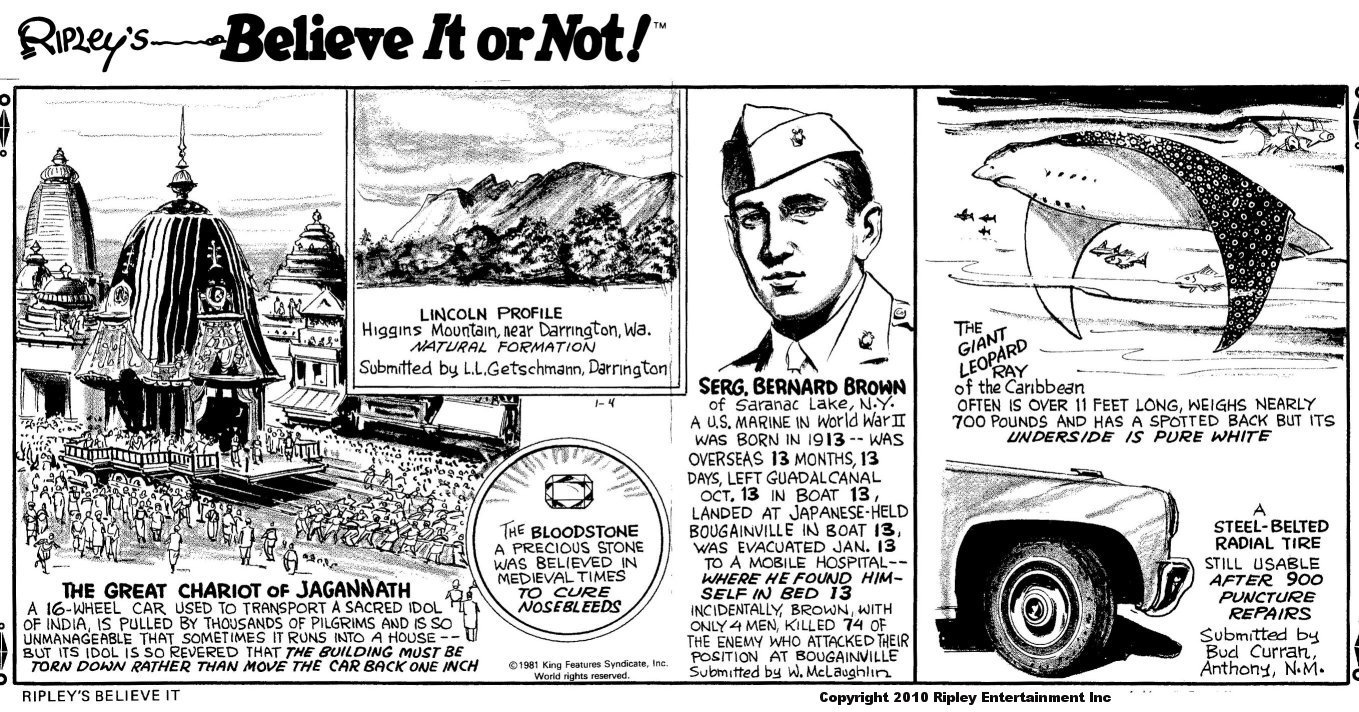 RIPLEY'S Believe It or Not!™
THE GREAT CHARIOT OF JAGANNATH
A 16-WHEEL CAR USED TO TRANSPORT A SACRED IDOL
OF INDIA, IS PULLED BY THOUSANDS OF PILGRIMS AND IS SO
UNMANAGEABLE THAT SOMETIMES IT RUNS INTO A HOUSE--
BUT ITS IDOL IS SO REVERED THAT THE BUILDING MUST BE
TORN DOWN RATHER THAN MOVE THE CAR BACK ONE INCH
LINCOLN PROFILE
Higgins Mountain, near Darrington, Wa.
NATURAL FORMATION
Submitted by L.L.Getschmann, Darrington
1-4
THE BLOODSTONE
A PRECIOUS STONE
WAS BELIEVED IN
MEDIEVAL TIMES
TO CURE
NOSEBLEEDS
©1981 King Features Syndicate, Inc.
World rights reserved.
SERG. BERNARD BROWN
of Saranac Lake, N.Y.
A U.S. MARINE IN World War II
WAS BORN IN 1913 -- WAS
OVERSEAS 13 MONTHS, 13
DAYS, LEFT GUADALCANAL
OCT. 13 IN BOAT 13,
LANDED AT JAPANESE-HELD
BOUGAINVILLE IN BOAT 13,
WAS EVACUATED JAN. 13
TO A MOBILE HOSPITAL--
WHERE HE FOUND HIM-
SELF IN BED 13
INCIDENTALLY, BROWN, WITH
ONLY 4 MEN, KILLED 74 OF
THE ENEMY WHO ATTACKED THEIR
POSITION AT BOUGAINVILLE
Submitted by W. McLaughlin
THE
GIANT
LEOPARD
RAY
of the Caribbean
OFTEN IS OVER 11 FEET LONG, WEIGHS NEARLY
700 POUNDS AND HAS A SPOTTED BACK BUT ITS
UNDERSIDE IS PURE WHITE
A
STEEL-BELTED
RADIAL TIRE
STILL USABLE
AFTER 900
PUNCTURE
REPAIRS
Submitted by
Bud Curran,
Anthony, N.M.
RIPLEY'S BELIEVE IT
Copyright 2010 Ripley Entertainment Inc